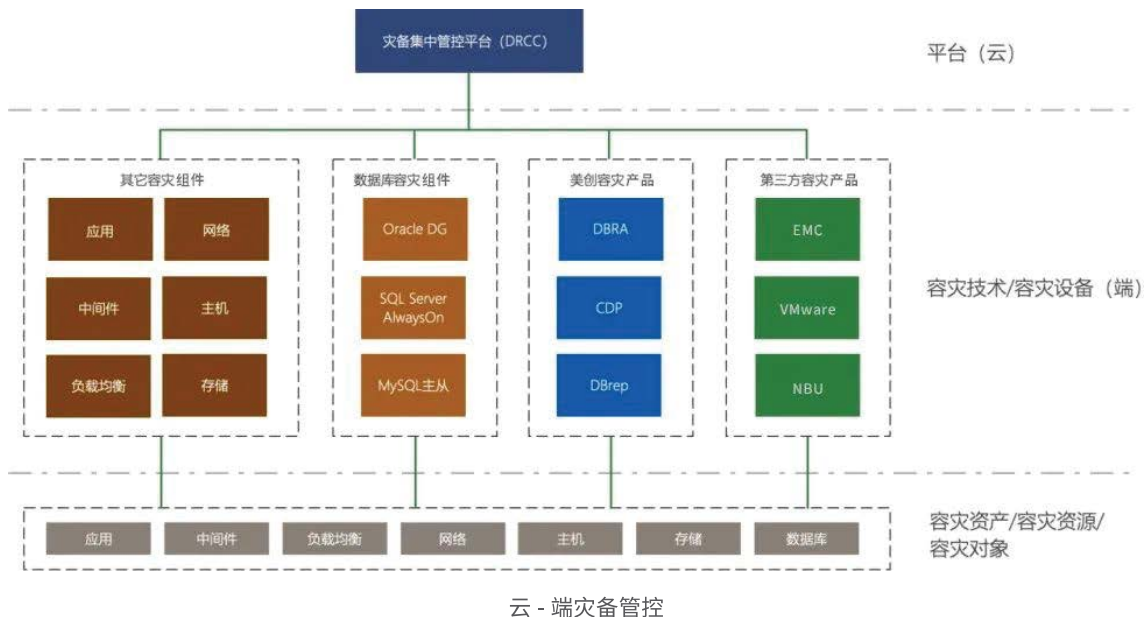 灾备集中管控平台（DRCC）
平台（云）
其它容灾组件
数据库容灾组件
美创容灾产品
第三方容灾产品
应用
网络
Oracle DG
DBRA
EMC
中间件
主机
SQL Server
AlwaysOn
CDP
VMware
容灾技术/容灾设备（端）
负载均衡
存储
MySQL主从
DBrep
NBU
应用
中间件
负载均衡
网络
主机
存储
数据库
容灾资产/容灾资源/
容灾对象
云 - 端灾备管控